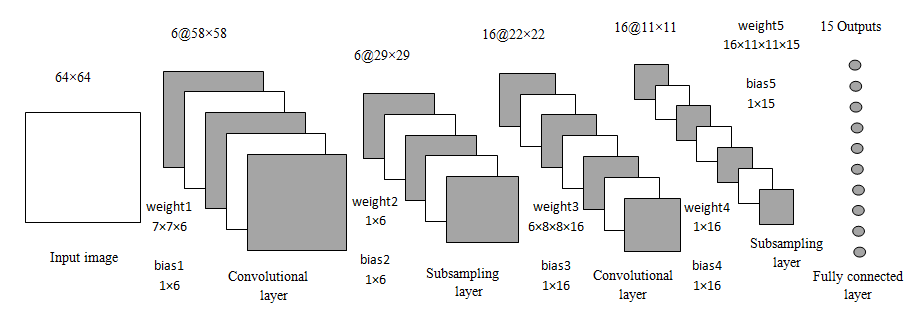 64×64
Input image
6@58×58
weight1
7×7×6
bias1
1×6
Convolutional
layer
6@29×29
weight2
1×6
bias2
1×6
Subsampling
layer
16@22×22
weight3
6×8×8×16
bias3
1×16
Convolutional
layer
16@11×11
weight4
1×16
bias4
1×16
Subsampling
layer
weight5
16×11×11×15
bias5
1×15
15 Outputs
Fully connected
layer